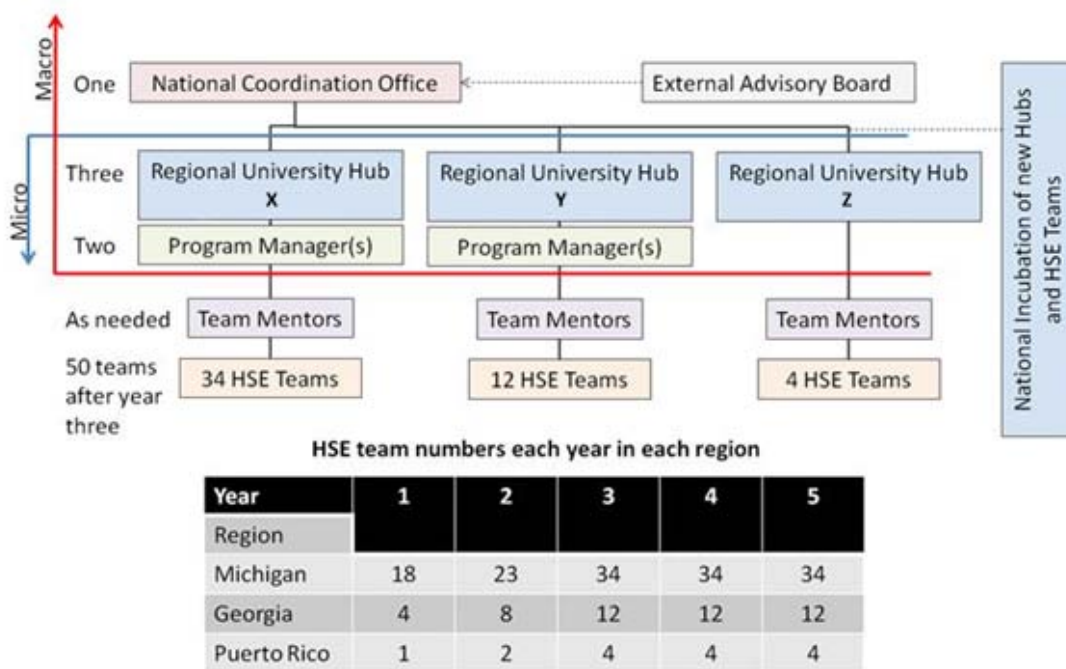 Macro
Micro
One
National Coordination Office
External Advisory Board
Three
Regional University Hub
X
Regional University Hub
Y
Regional University Hub
Z
Two
Program Manager(s)
Program Manager(s)
As needed
Team Mentors
Team Mentors
Team Mentors
50 teams
after year
three
34 HSE Teams
12 HSE Teams
4 HSE Teams
National Incubation of new Hubs
and HSE Teams
HSE team numbers each year in each region
Year 1 2 3 4 5
Region
Michigan 18 23 34 34 34
Georgia 4 8 12 12 12
Puerto Rico 1 2 4 4 4